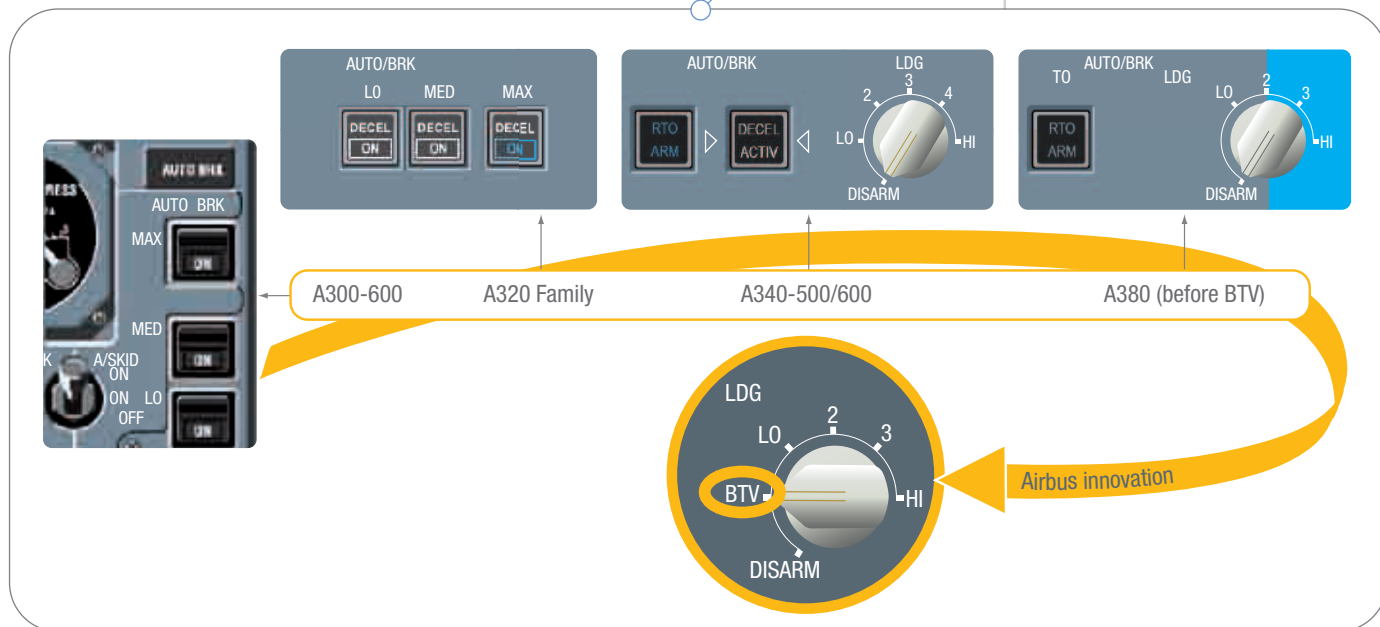 AUTO/BRK
LO MED MAX
DECEL DECEL DECEL
ON ON ON
AUTO/BRK LDG
RTO ARM
DECEL ACTIV
LO 2 3 4 HI
DISARM
AUTO/BRK
TO LDG
RTO ARM
LO 2 3 HI
DISARM
AUTO BRK
AUTO BRK
MAX
ON
MED
ON
A/SKID
ON
ON LO
OFF
ON
A300-600 A320 Family A340-500/600 A380 (before BTV)
LDG
BTV LO 2 3 HI
DISARM
Airbus innovation